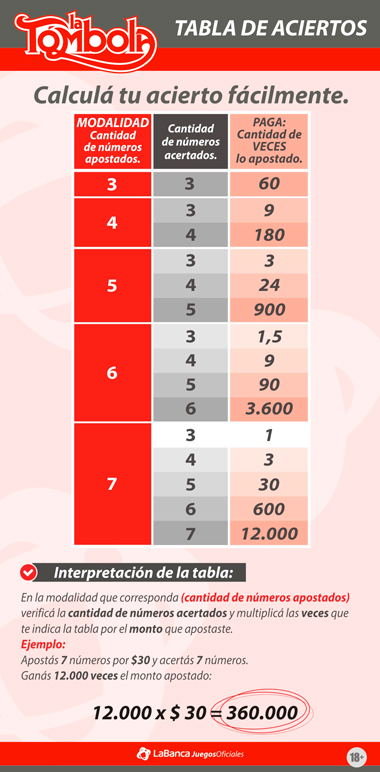 la Tombola
TABLA DE ACIERTOS
Calculá tu acierto fácilmente.
MODALIDAD
Cantidad
de números
apostados.
Cantidad
de números
acertados.
PAGA:
Cantidad de
VECES
lo apostado.
3 3 60
4 3 9
4 180
5 3 3
4 24
5 900
6 3 1,5
4 9
5 90
6 3.600
7 3 1
4 3
5 30
6 600
7 12.000
Interpretación de la tabla:
En la modalidad que corresponda (cantidad de números apostados)
verificá la cantidad de números acertados y multiplicá las veces que
te indica la tabla por el monto que apostaste.
Ejemplo:
Apostás 7 números por $30 y acertás 7 números.
Ganás 12.000 veces el monto apostado:
12.000 x $ 30 = 360.000
LaBanca JuegosOficiales
18+